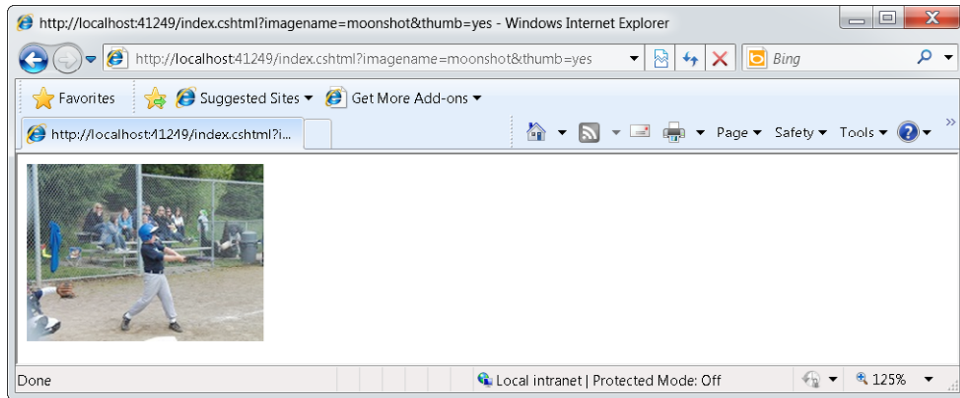 http://localhost:41249/index.cshtml?imagename=moonshot&thumb=yes - Windows Internet Explorer
http://localhost:41249/index.cshtml?imagename=moonshot&thumb=yes Bing
Favorites Suggested Sites Get More Add-ons
http://localhost:41249/index.cshtml?i... Page Safety Tools
Done Local intranet | Protected Mode: Off 125%